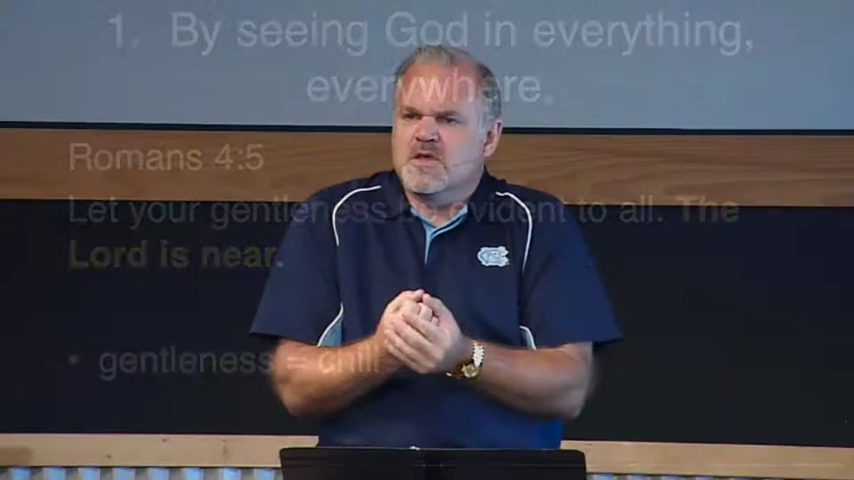 1. By seeing God in everything,
everywhere.
Romans 4:5
Let your gentleness be evident to all. The
Lord is near.
• gentleness = chill